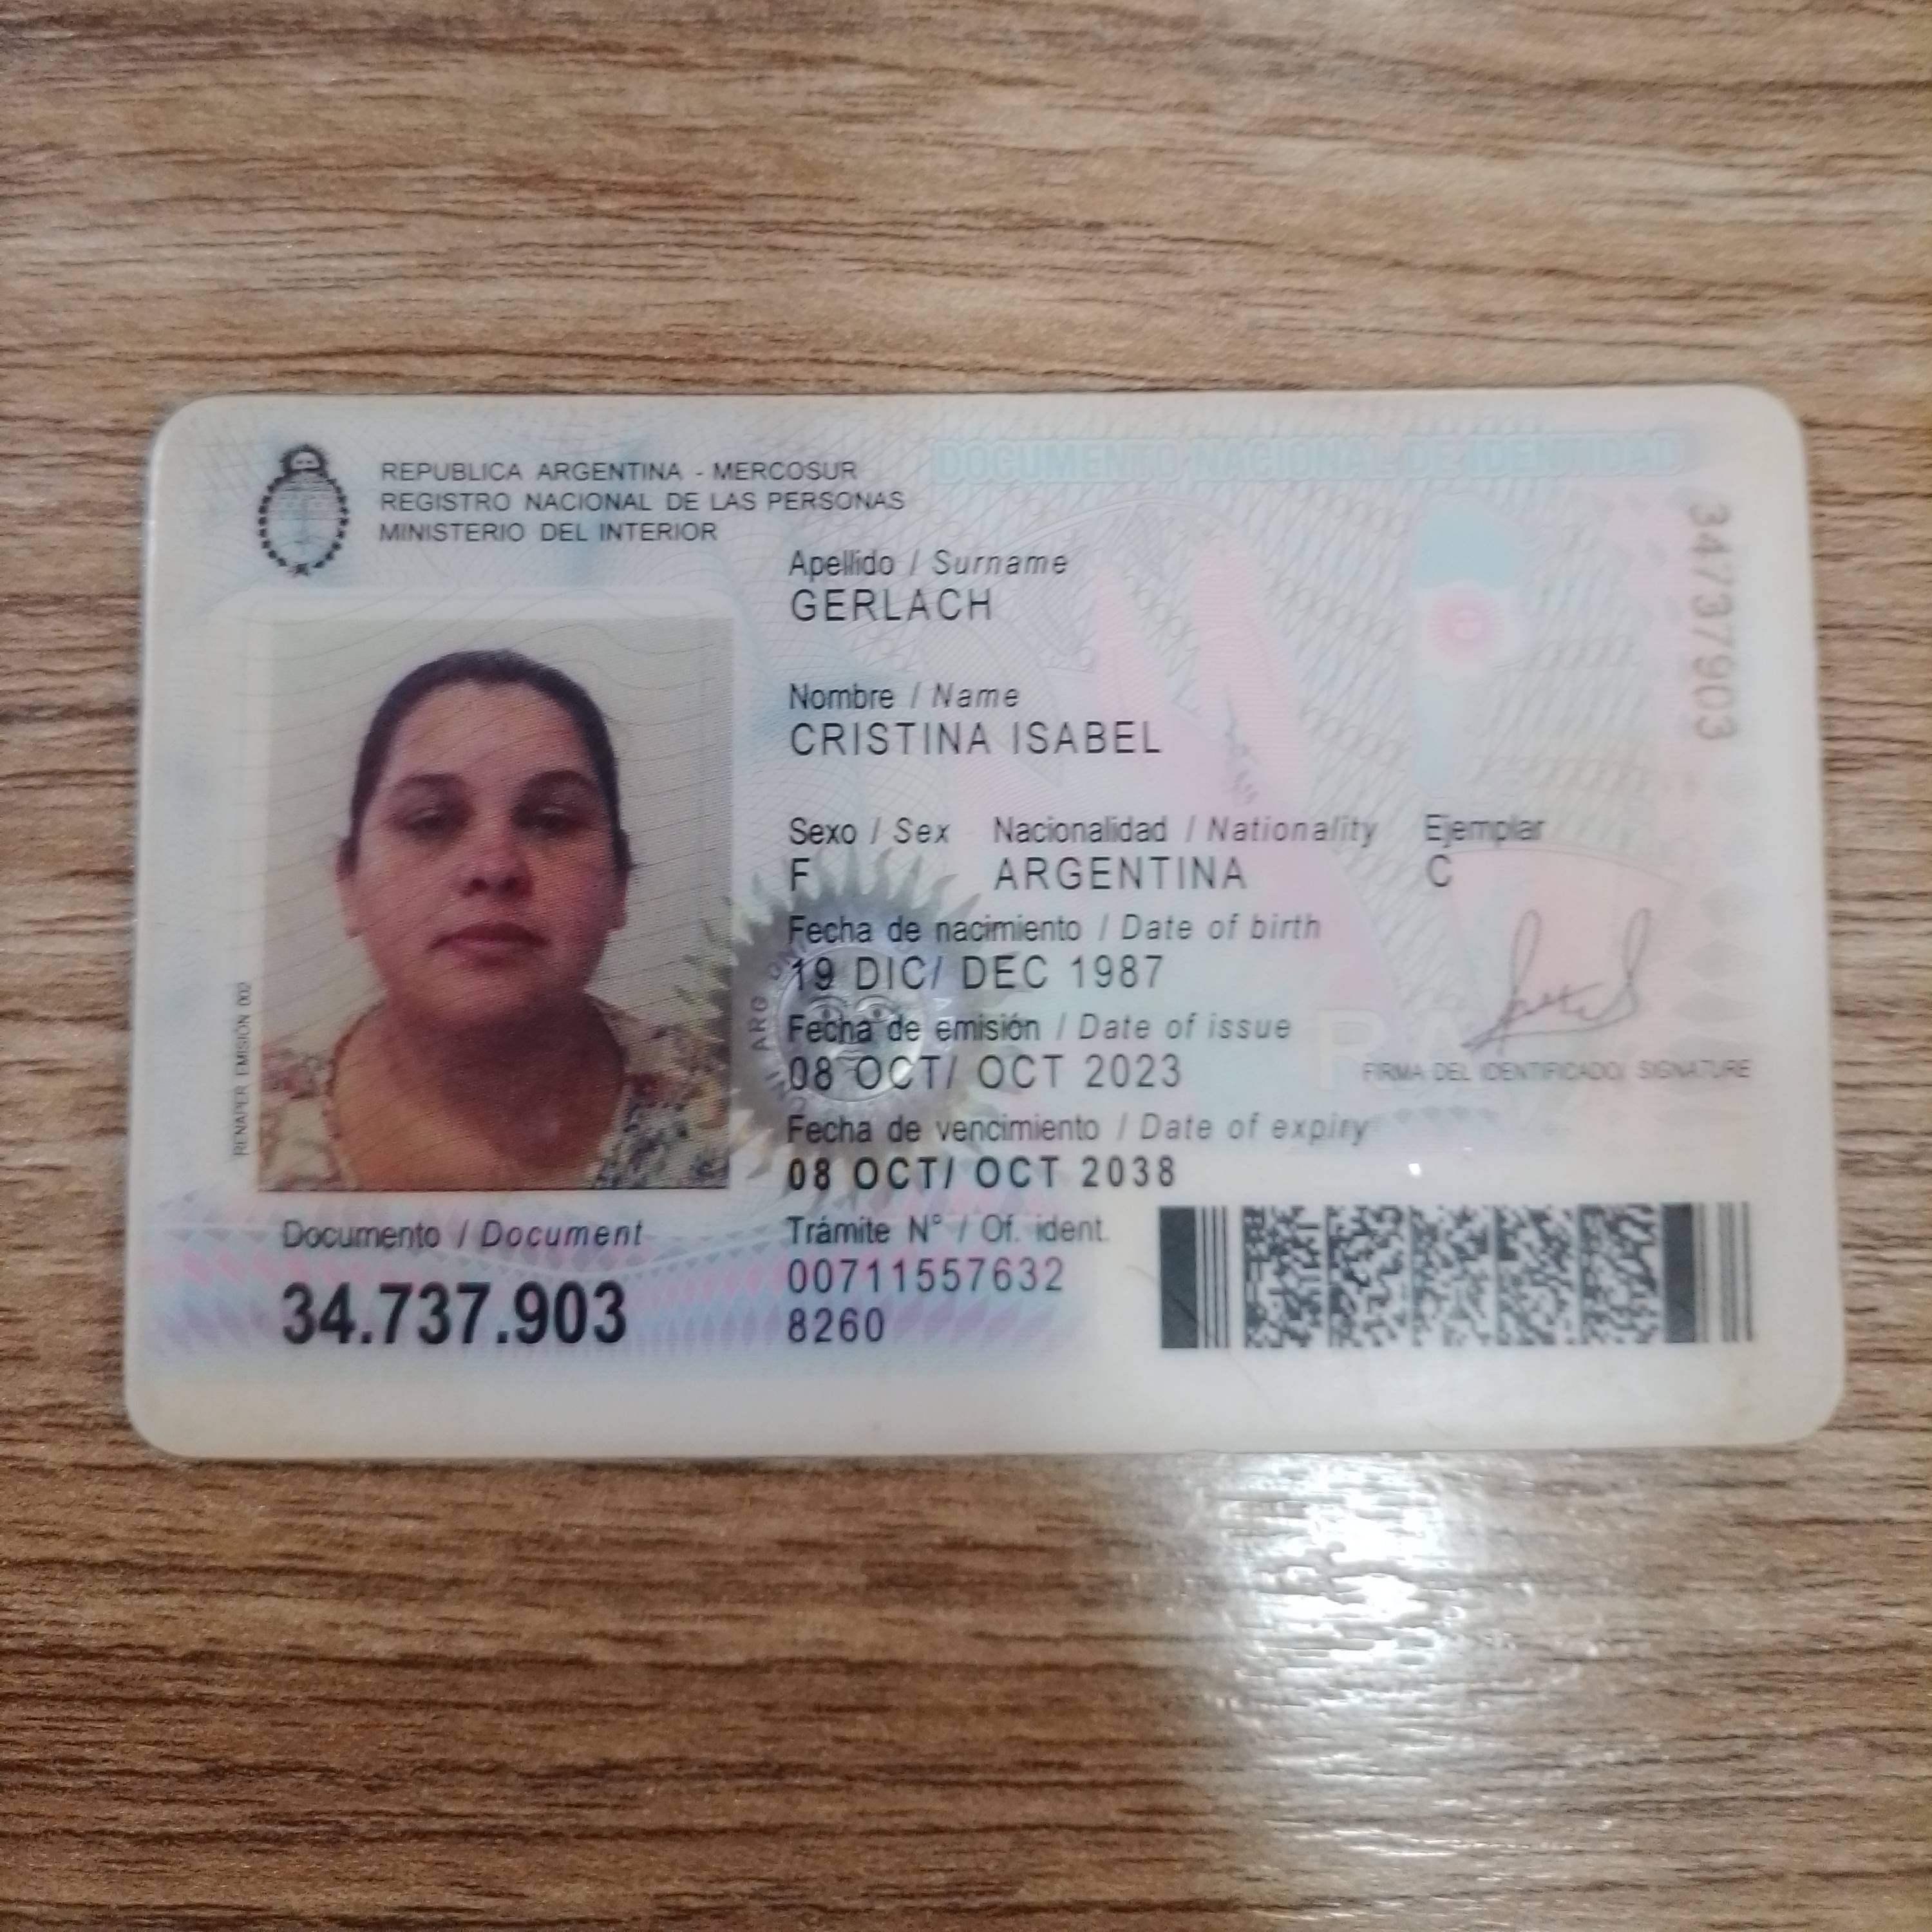 REPUBLICA ARGENTINA - MERCOSUR
REGISTRO NACIONAL DE LAS PERSONAS
MINISTERIO DEL INTERIOR
DOCUMENTO NACIONAL DE IDENTIDAD
Apellido / Surname
GERLACH
Nombre / Name
CRISTINA ISABEL
Sexo / Sex Nacionalidad / Nationality Ejemplar
F ARGENTINA C
Fecha de nacimiento / Date of birth
19 DIC/ DEC 1987
Fecha de emisión / Date of issue
08 OCT/ OCT 2023
FIRMA DEL IDENTIFICADO/ SIGNATURE
Fecha de vencimiento / Date of expiry
08 OCT/ OCT 2038
Documento / Document
34.737.903
Trámite N° / Of. ident.
00711557632
8260
RENAPER EMISIÓN 002
34737903